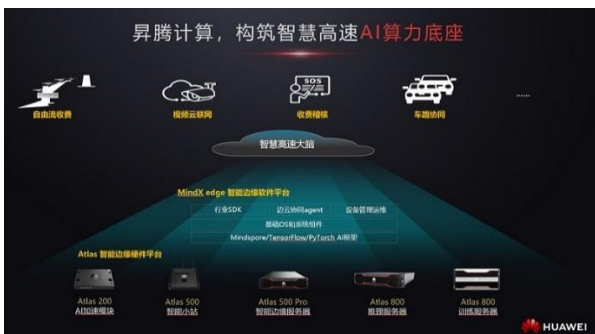 昇腾计算，构筑智慧高速AI算力底座
SOS
自由流收费
视频云联网
收费稽核
车路协同
......
智慧高速大脑
MindX edge 智能边缘软件平台
行业SDK
边云协同agent
设备管理运维
基础OS和系统组件
Mindspore/TensorFlow/PyTorch AI框架
Atlas 智能边缘硬件平台
Atlas 200
AI加速模块
Atlas 500
智能小站
Atlas 500 Pro
智能边缘服务器
Atlas 800
推理服务器
Atlas 800
训练服务器
HUAWEI